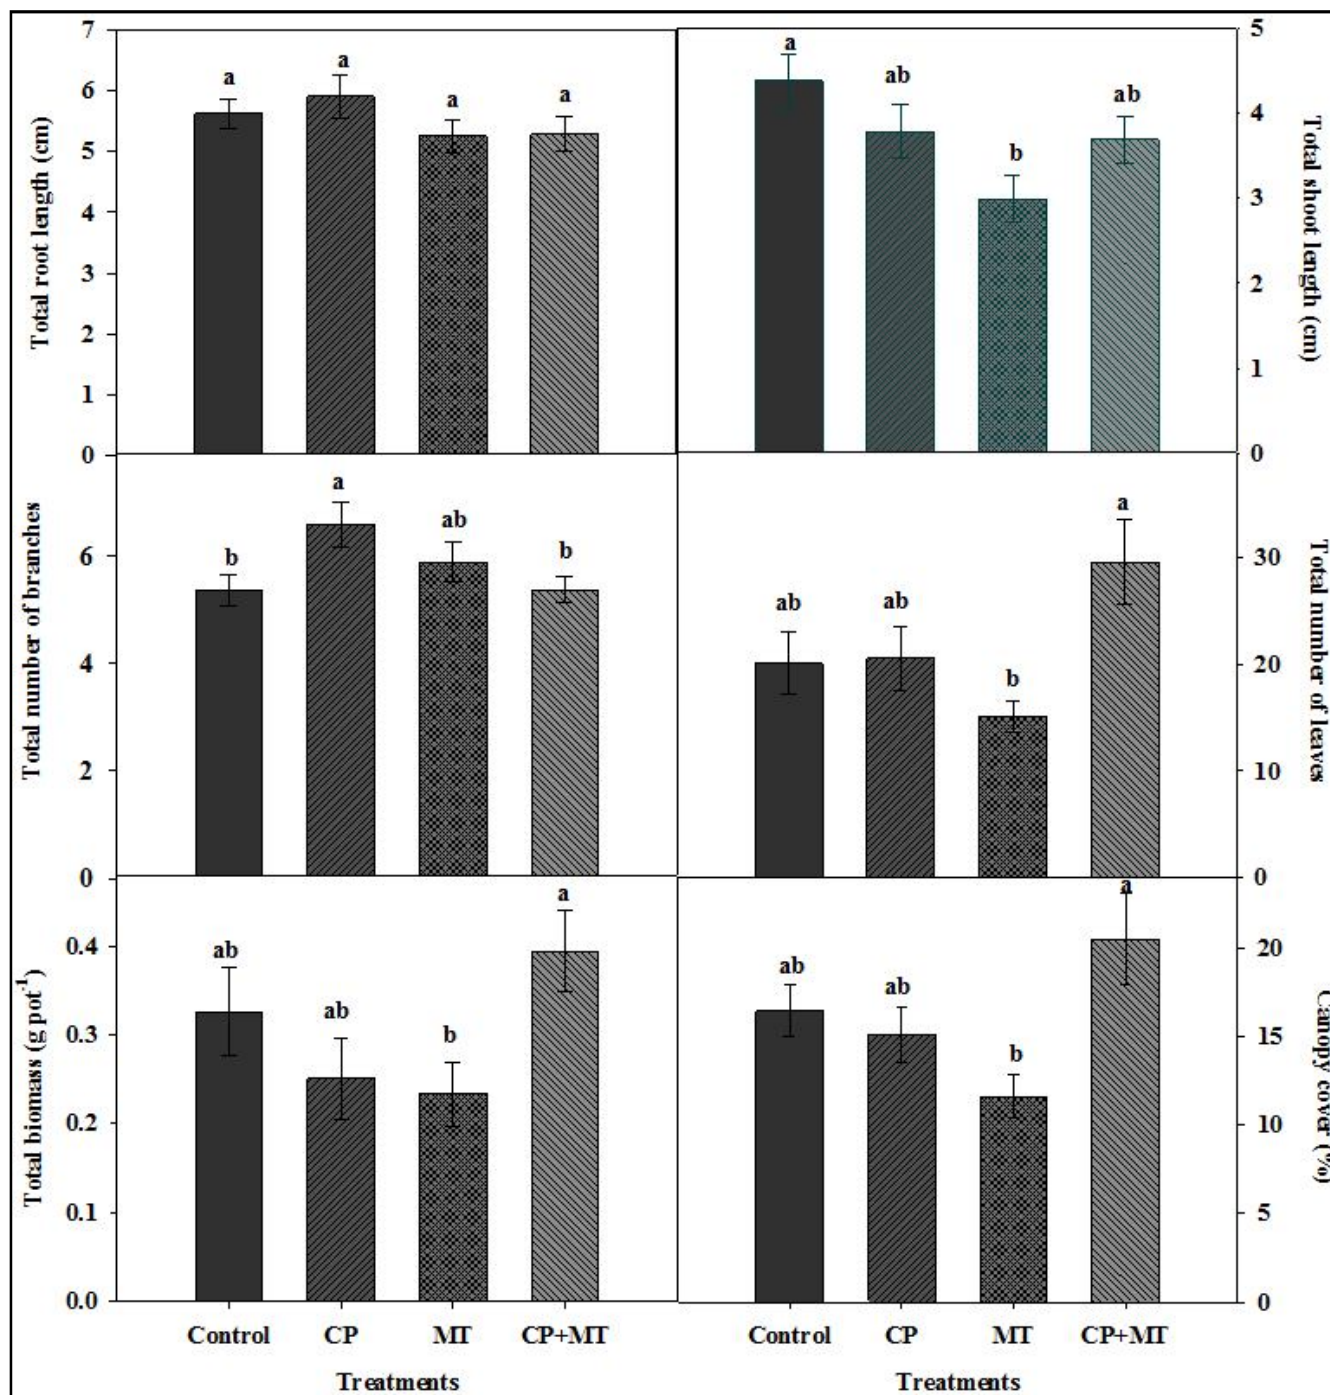 Total root length (cm)
7
6
5
4
3
2
1
0
a
a
a
a
Total shoot length (cm)
5
4
3
2
1
0
a
ab
b
ab
Total number of branches
6
4
2
0
b
a
ab
b
Total number of leaves
30
20
10
0
ab
ab
b
a
Total biomass (g pot-1)
0.4
0.3
0.2
0.1
0.0
ab
ab
b
a
Control CP MT CP+MT
Treatments
Canopy cover (%)
20
15
10
5
0
ab
ab
b
a
Control CP MT CP+MT
Treatments